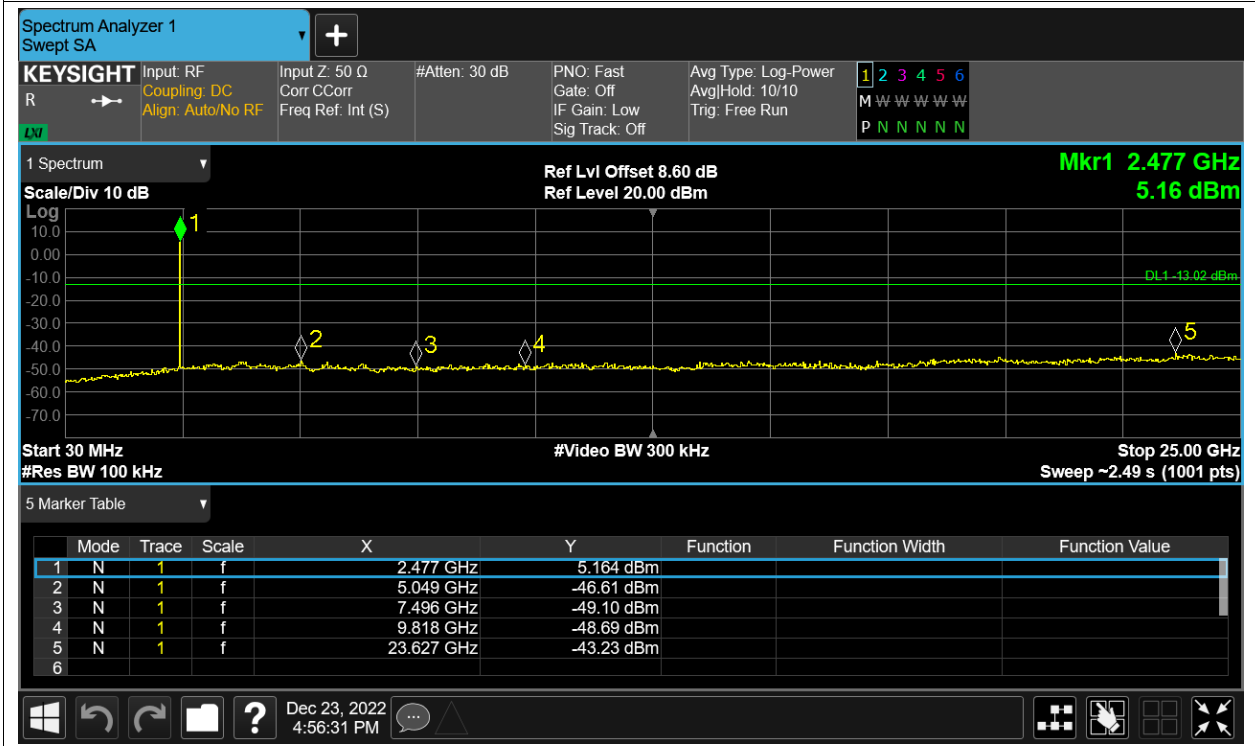 Spectrum Analyzer 1
Swept SA
+
KEYSIGHT
R
LXI
Input: RF
Coupling: DC
Align: Auto/No RF
Input Z: 50 Ω
Corr CCorr
Freq Ref: Int (S)
#Atten: 30 dB
PNO: Fast
Gate: Off
IF Gain: Low
Sig Track: Off
Avg Type: Log-Power
Avg|Hold: 10/10
Trig: Free Run
1 2 3 4 5 6
M W W W W W
P N N N N N
1 Spectrum
Scale/Div 10 dB
Ref Lvl Offset 8.60 dB
Ref Level 20.00 dBm
Mkr1 2.477 GHz
5.16 dBm
Log
10.0
0.00
-10.0
-20.0
-30.0
-40.0
-50.0
-60.0
-70.0
1
2
3
4
5
DL1 -13.02 dBm
Start 30 MHz
#Res BW 100 kHz
#Video BW 300 kHz
Stop 25.00 GHz
Sweep ~2.49 s (1001 pts)
5 Marker Table
Mode Trace Scale X Y Function Function Width Function Value
1 N 1 f 2.477 GHz 5.164 dBm
2 N 1 f 5.049 GHz -46.61 dBm
3 N 1 f 7.496 GHz -49.10 dBm
4 N 1 f 9.818 GHz -48.69 dBm
5 N 1 f 23.627 GHz -43.23 dBm
6
?
Dec 23, 2022
4:56:31 PM